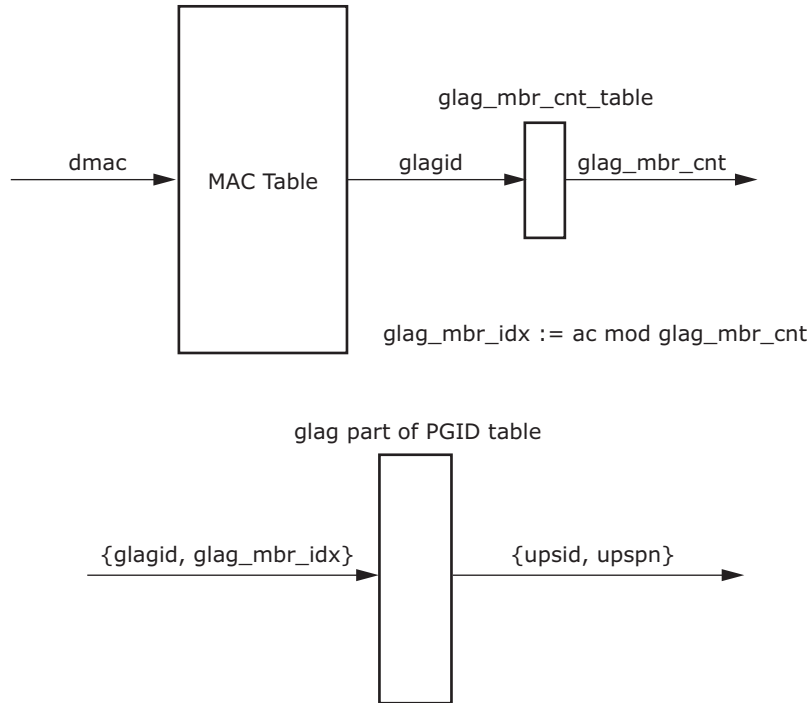 glag_mbr_cnt_table
dmac
MAC Table
glagid
glag_mbr_cnt
glag_mbr_idx := ac mod glag_mbr_cnt
glag part of PGID table
{glagid, glag_mbr_idx}
{upsid, upspn}